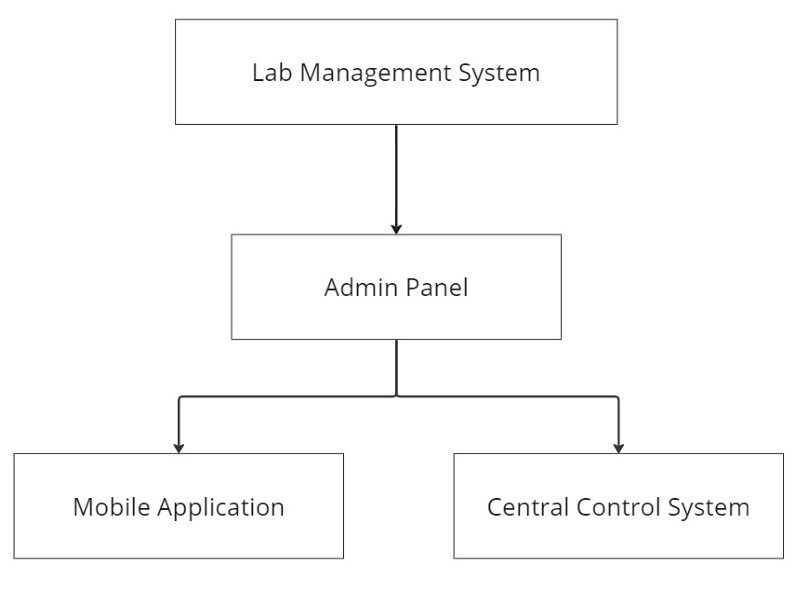 Lab Management System
Admin Panel
Mobile Application
Central Control System